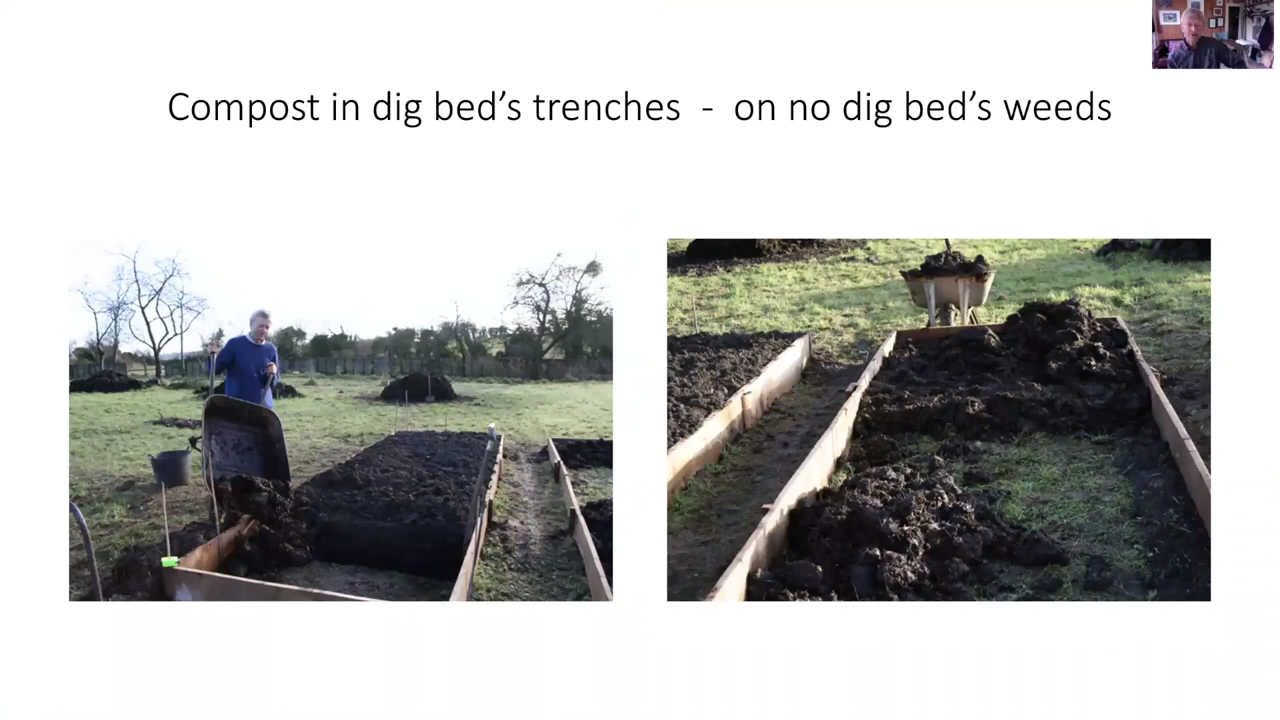 Compost in dig bed’s trenches - on no dig bed’s weeds